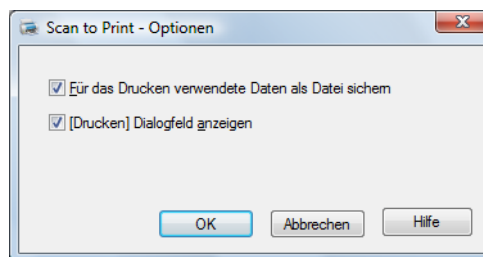 Scan to Print - Optionen
Für das Drucken verwendete Daten als Datei sichern
[Drucken] Dialogfeld anzeigen
OK Abbrechen Hilfe